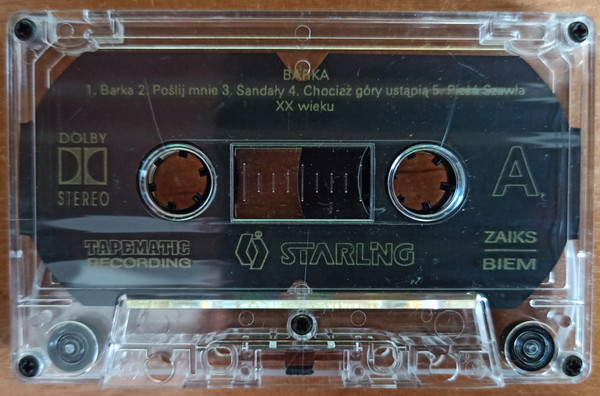 BARKA
1. Barka 2. Poślij mnie 3. Sandały 4. Chociaż góry ustąpią 5. Pieśń Szawła
XX wieku
DOLBY
STEREO
A
TAPEMATIC
RECORDING
STARLING
ZAIKS
BIEM